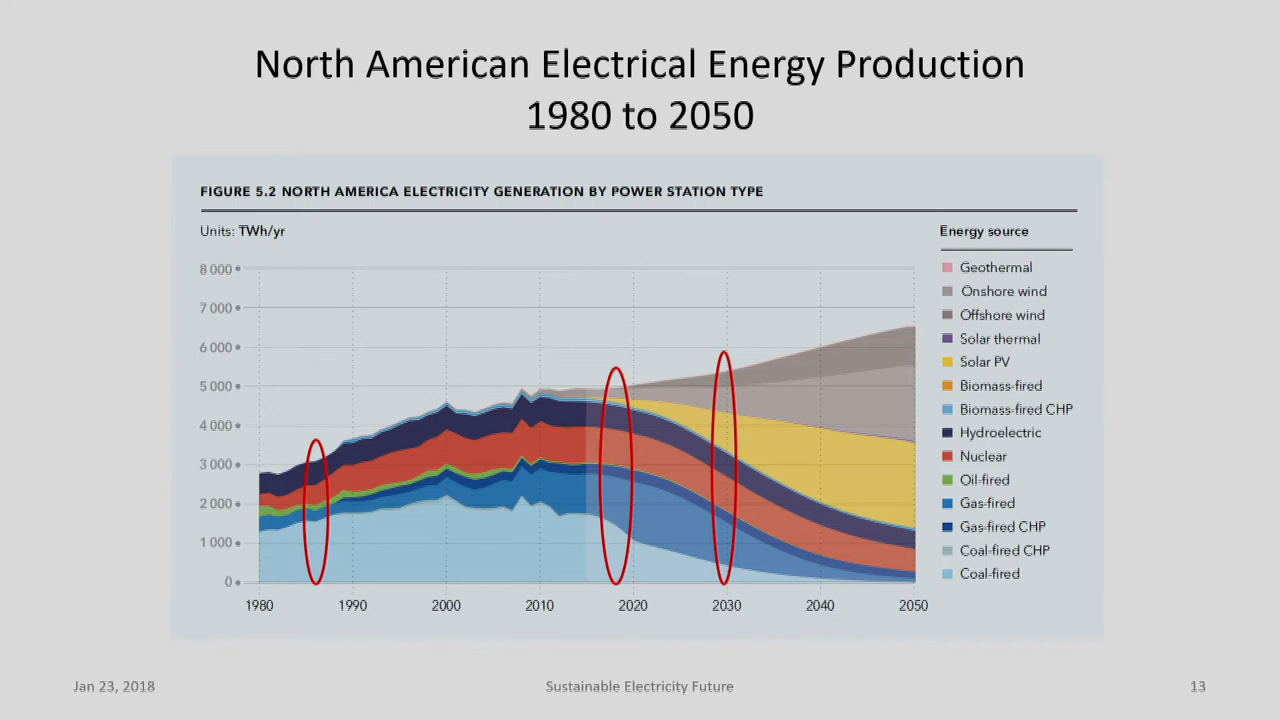 North American Electrical Energy Production
1980 to 2050
FIGURE 5.2 NORTH AMERICA ELECTRICITY GENERATION BY POWER STATION TYPE
Units: TWh/yr
Energy source
8 000
7 000
6 000
5 000
4 000
3 000
2 000
1 000
0
1980 1990 2000 2010 2020 2030 2040 2050
Geothermal
Onshore wind
Offshore wind
Solar thermal
Solar PV
Biomass-fired
Biomass-fired CHP
Hydroelectric
Nuclear
Oil-fired
Gas-fired
Gas-fired CHP
Coal-fired CHP
Coal-fired
Jan 23, 2018
Sustainable Electricity Future
13